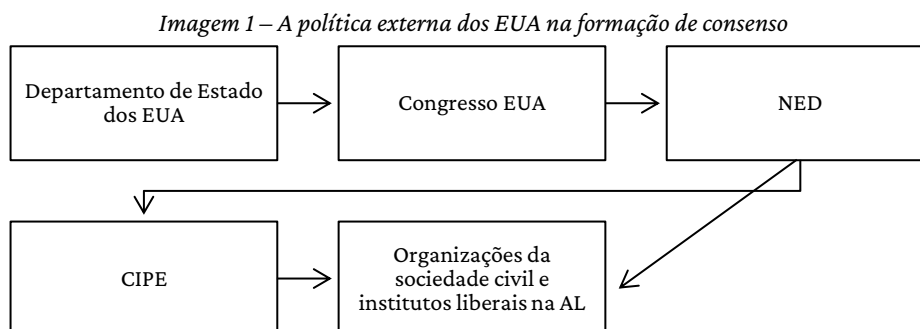 Imagem 1 – A política externa dos EUA na formação de consenso
Departamento de Estado
dos EUA
Congresso EUA
NED
CIPE
Organizações da
sociedade civil e
institutos liberais na AL